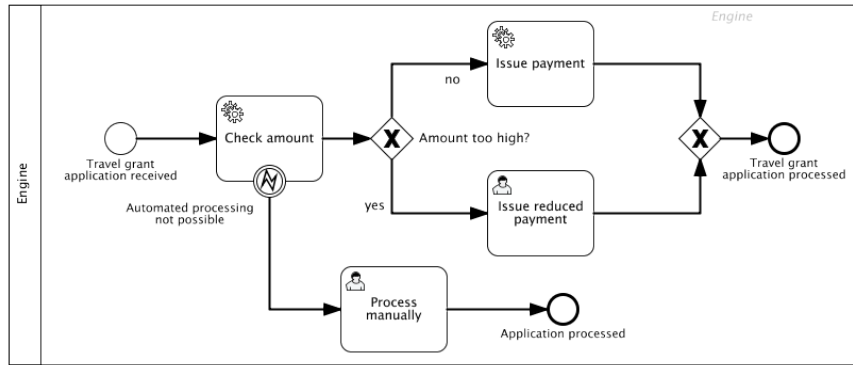 Engine
Engine
Issue payment
no
Check amount
Amount too high?
Travel grant
application received
Travel grant
application processed
Automated processing
not possible
yes
Issue reduced
payment
Process
manually
Application processed